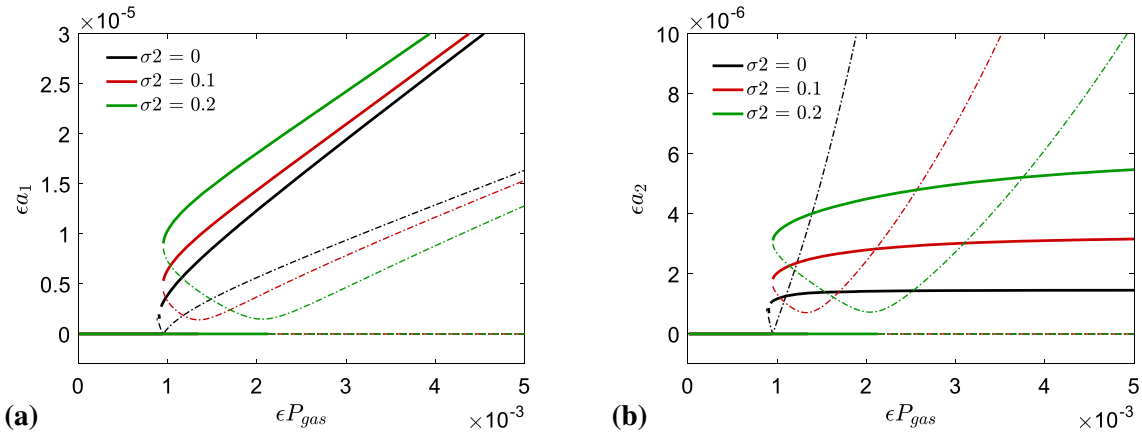 ×10⁻⁵
3
2.5
2
1.5
1
0.5
0
ϵa₁
σ2 = 0
σ2 = 0.1
σ2 = 0.2
0 1 2 3 4 5
ϵP_gas
×10⁻³
(a)
×10⁻⁶
10
8
6
4
2
0
ϵa₂
σ2 = 0
σ2 = 0.1
σ2 = 0.2
0 1 2 3 4 5
ϵP_gas
×10⁻³
(b)